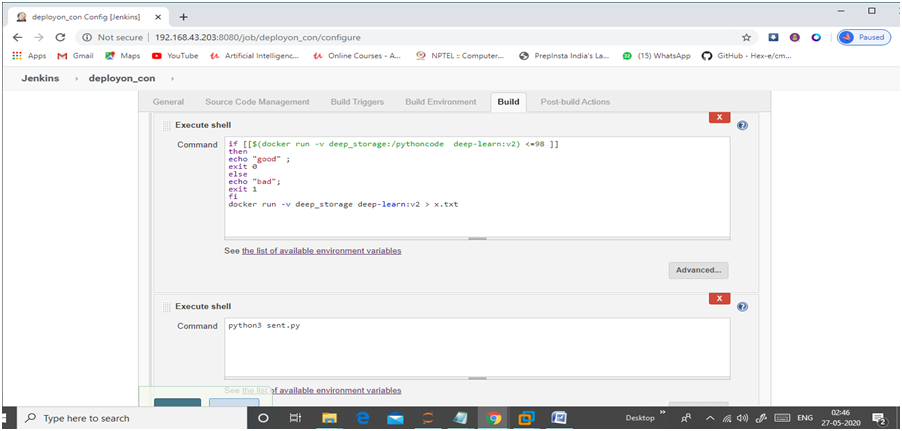 deployon_con Config [Jenkins]
Not secure | 192.168.43.203:8080/job/deployon_con/configure
Paused
Apps Gmail Maps YouTube Artificial Intelligenc... Online Courses - A... NPTEL :: Computer... PrepInsta India's La... (15) WhatsApp GitHub - Hex-e/cm...
Jenkins deployon_con
General Source Code Management Build Triggers Build Environment Build Post-build Actions
Execute shell
X
Command
if [[$(docker run -v deep_storage:/pythoncode deep-learn:v2) <=98 ]]
then
echo "good" ;
exit 0
else
echo "bad";
exit 1
fi
docker run -v deep_storage deep-learn:v2 > x.txt
See the list of available environment variables
Advanced...
Execute shell
X
Command
python3 sent.py
See the list of available environment variables
Type here to search
Desktop
ENG
02:46
27-05-2020
2